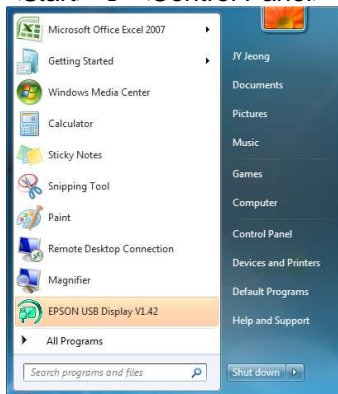 Microsoft Office Excel 2007
Getting Started
Windows Media Center
Calculator
Sticky Notes
Snipping Tool
Paint
Remote Desktop Connection
Magnifier
EPSON USB Display V1.42
All Programs
Search programs and files
JY Jeong
Documents
Pictures
Music
Games
Computer
Control Panel
Devices and Printers
Default Programs
Help and Support
Shut down